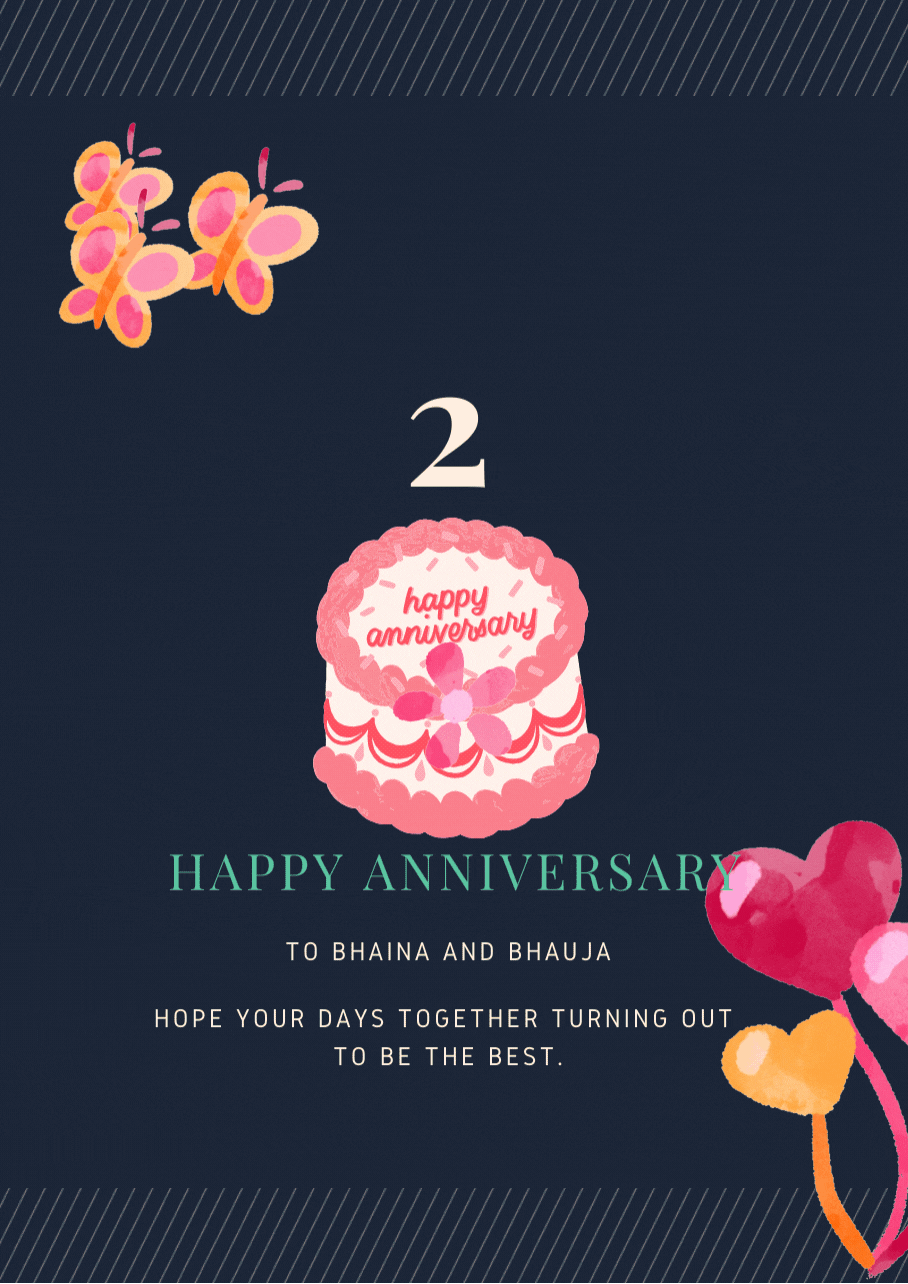 2
happy
anniversary
HAPPY ANNIVERSARY
TO BHAINA AND BHAUJA
HOPE YOUR DAYS TOGETHER TURNING OUT
TO BE THE BEST.